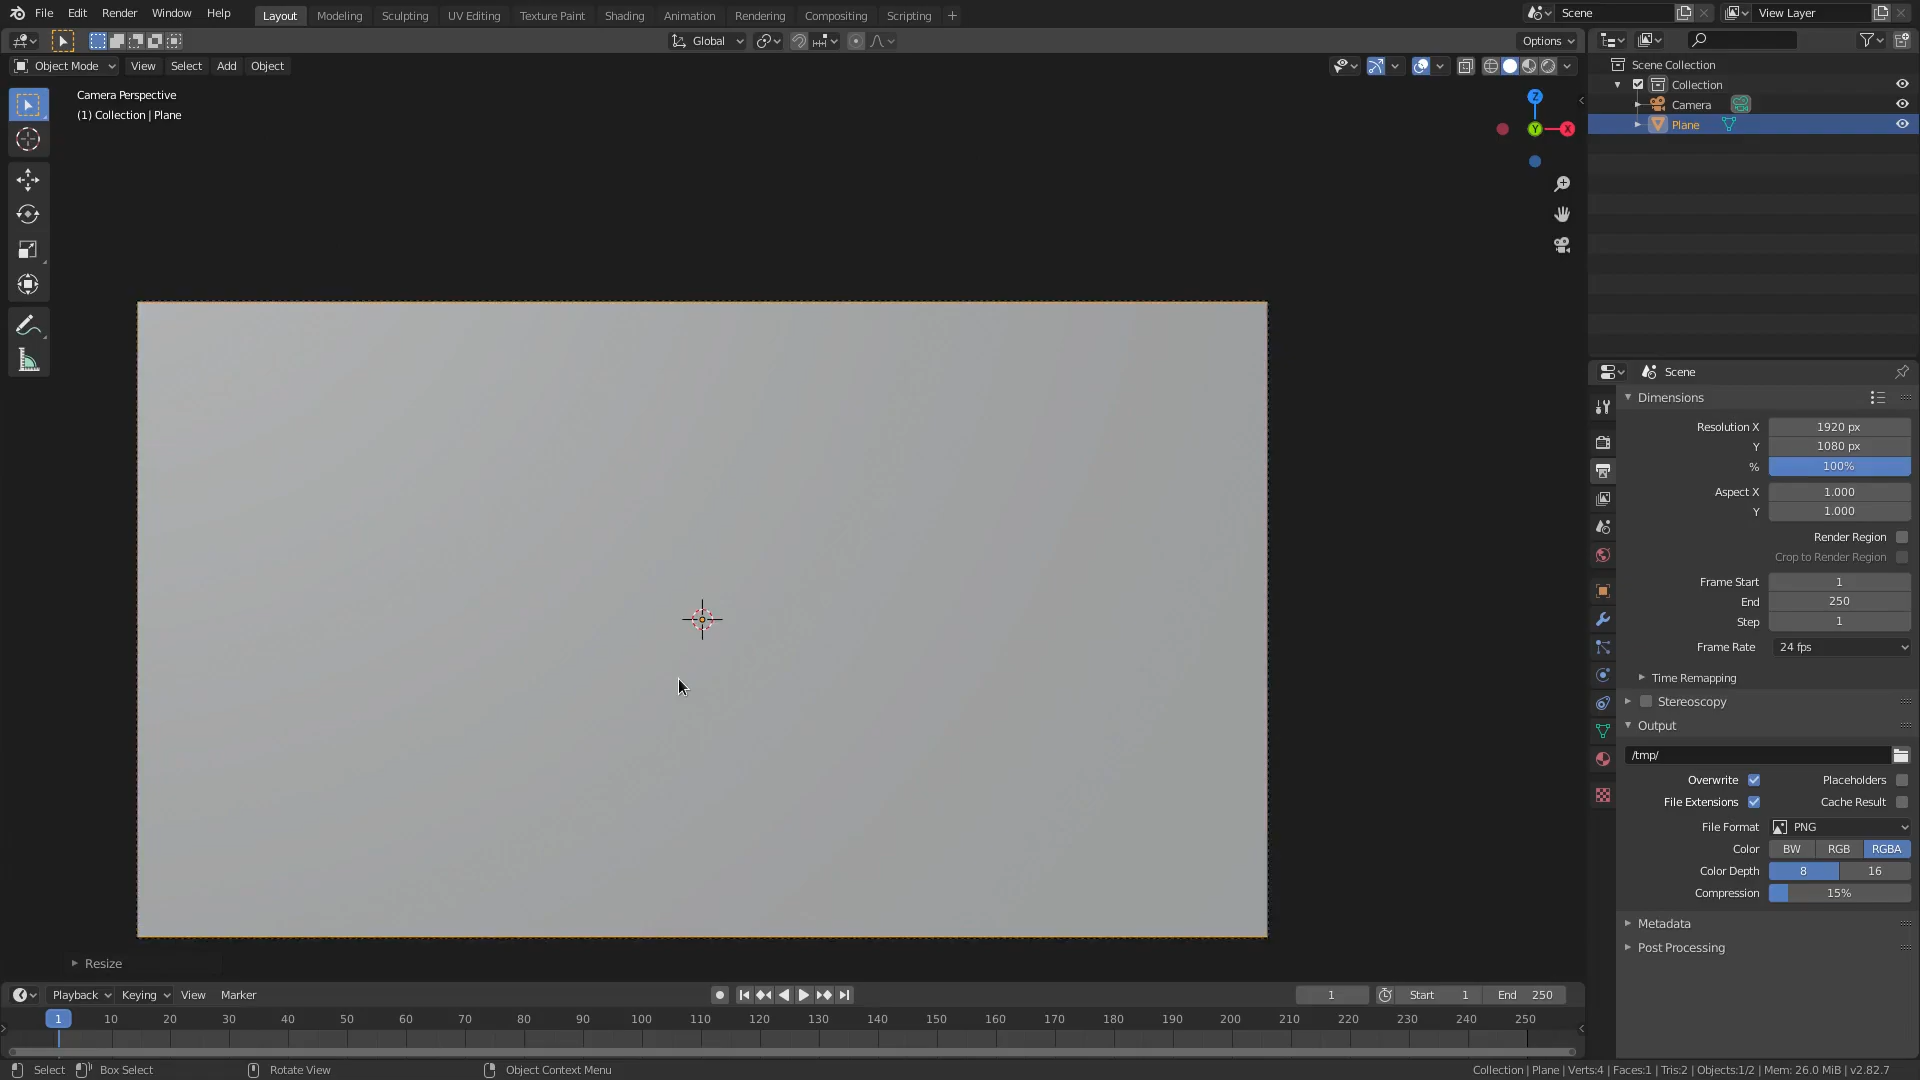 File Edit Render Window Help Layout Modeling Sculpting UV Editing Texture Paint Shading Animation Rendering Compositing Scripting + Scene View Layer
Global Options
Object Mode View Select Add Object
Camera Perspective
(1) Collection | Plane
Z
Y X
Scene Collection
Collection
Camera
Plane
Scene
Dimensions
Resolution X 1920 px
Y 1080 px
% 100%
Aspect X 1.000
Y 1.000
Render Region
Crop to Render Region
Frame Start 1
End 250
Step 1
Frame Rate 24 fps
Time Remapping
Stereoscopy
Output
/tmp/
Overwrite Placeholders
File Extensions Cache Result
File Format PNG
Color BW RGB RGBA
Color Depth 8 16
Compression 15%
Metadata
Post Processing
Resize
Playback Keying View Marker 1 Start 1 End 250
1 10 20 30 40 50 60 70 80 90 100 110 120 130 140 150 160 170 180 190 200 210 220 230 240 250
Select Box Select Rotate View Object Context Menu Collection | Plane | Verts:4 | Faces:1 | Tris:2 | Objects:1/2 | Mem: 26.0 MiB | v2.82.7